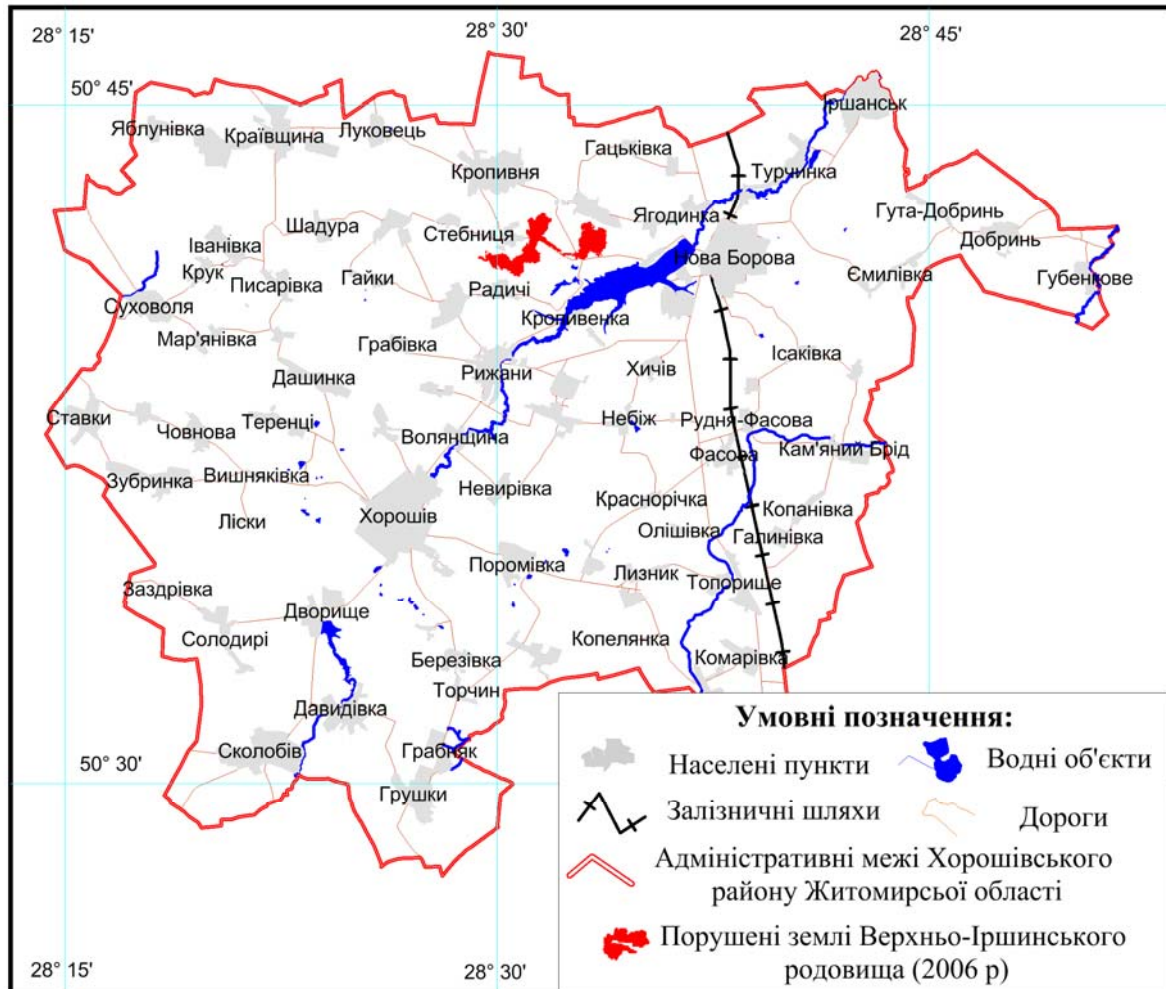 28° 15'
28° 30'
28° 45'
50° 45'
Іршанськ
Яблунівка
Краївщина
Луковець
Гацьківка
Кропивня
Турчинка
Шадура
Стебниця
Ягодинка
Гута-Добринь
Добринь
Іванівка
Крук
Гайки
Нова Борова
Ємилівка
Губенкове
Писарівка
Радичі
Суховоля
Кропивенка
Мар'янівка
Грабівка
Ісаківка
Рижани
Хичів
Дашинка
Ставки
Човнова
Теренці
Волянщина
Небіж
Рудня-Фасова
Фасова
Кам'яний Брід
Зубринка
Вишняківка
Невирівка
Краснорічка
Ліски
Хорошів
Копанівка
Олішівка
Галинівка
Поромівка
Лизник
Топорище
Заздрівка
Дворище
Солодирі
Копелянка
Березівка
Комарівка
Торчин
Давидівка
Сколобів
Грабняк
Грушки
50° 30'
28° 15'
28° 30'
Умовні позначення:
Населені пункти
Водні об'єкти
Залізничні шляхи
Дороги
Адміністративні межі Хорошівського
району Житомирсьої області
Порушені землі Верхньо-Іршинського
родовища (2006 р)